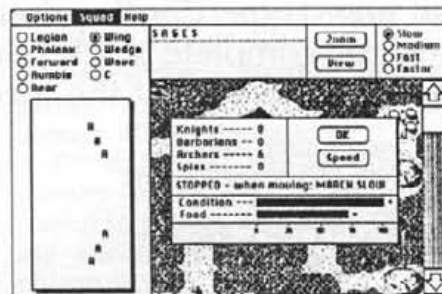 Options Squad Help
Legion Wing
Phalanx Wedge
Forward Wave
Rumble C
Rear
SAGES
Zoom
View
Slow
Medium
Fast
Faster
Knights ----- 0
Barbarians -- 0
Archers ----- 6
Spies ------- 0
OK
Speed
STOPPED - when moving: MARCH SLOW
Condition ---
Food ---
A
A
A
A
A
A